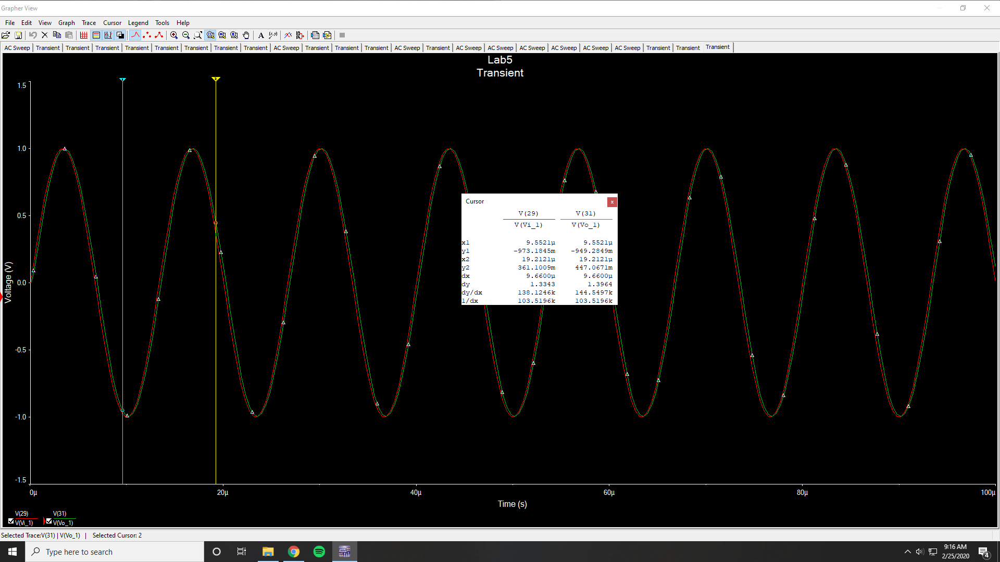 Grapher View
File Edit View Graph Trace Cursor Legend Tools Help
AC Sweep Transient Transient Transient Transient Transient Transient Transient Transient AC Sweep Transient Transient Transient AC Sweep Transient AC Sweep AC Sweep AC Sweep AC Sweep AC Sweep AC Sweep Transient Transient Transient
Lab5
Transient
1.5
1.0
0.5
0.0
-0.5
-1.0
-1.5
Voltage (V)
1
2
Cursor x
V(29) V(31)
V(Vi_1) V(Vo_1)
x1 9.5521µ 9.5521µ
y1 -973.1845m -949.2849m
x2 19.2121µ 19.2121µ
y2 361.1009m 447.0671m
dx 9.6600µ 9.6600µ
dy 1.3343 1.3964
dy/dx 138.1246k 144.5497k
1/dx 103.5196k 103.5196k
0µ 20µ 40µ 60µ 80µ 100µ
Time (s)
V(29) V(31)
V(Vi_1) V(Vo_1)
Selected Trace:V(31) | V(Vo_1) | Selected Cursor: 2
Type here to search
9:16 AM
2/25/2020
4